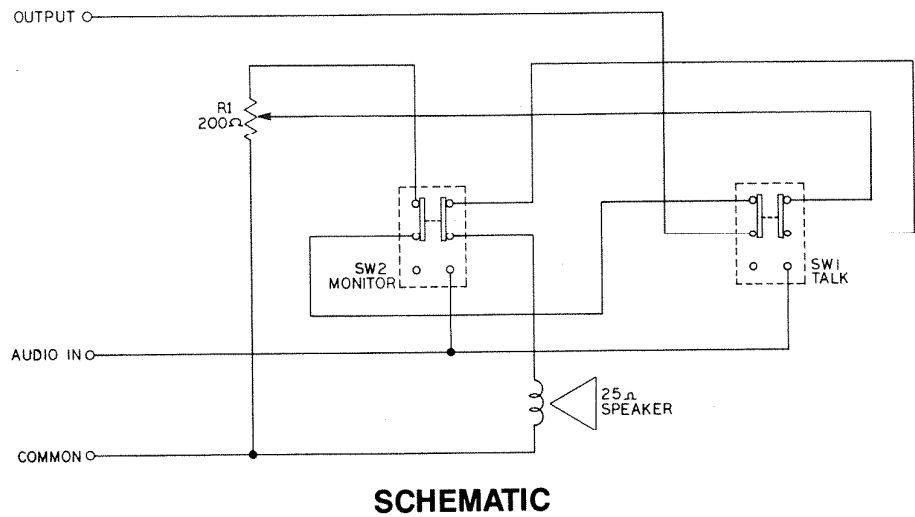 OUTPUT
R1
200Ω
SW2
MONITOR
SW1
TALK
AUDIO IN
25Ω
SPEAKER
COMMON
SCHEMATIC